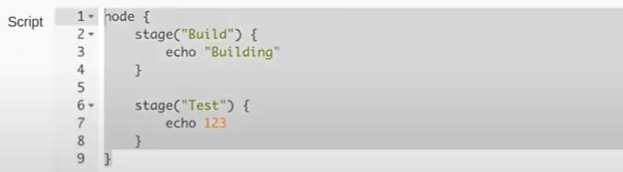 Script
1 node {
2 stage("Build") {
3 echo "Building"
4 }
5
6 stage("Test") {
7 echo 123
8 }
9 }